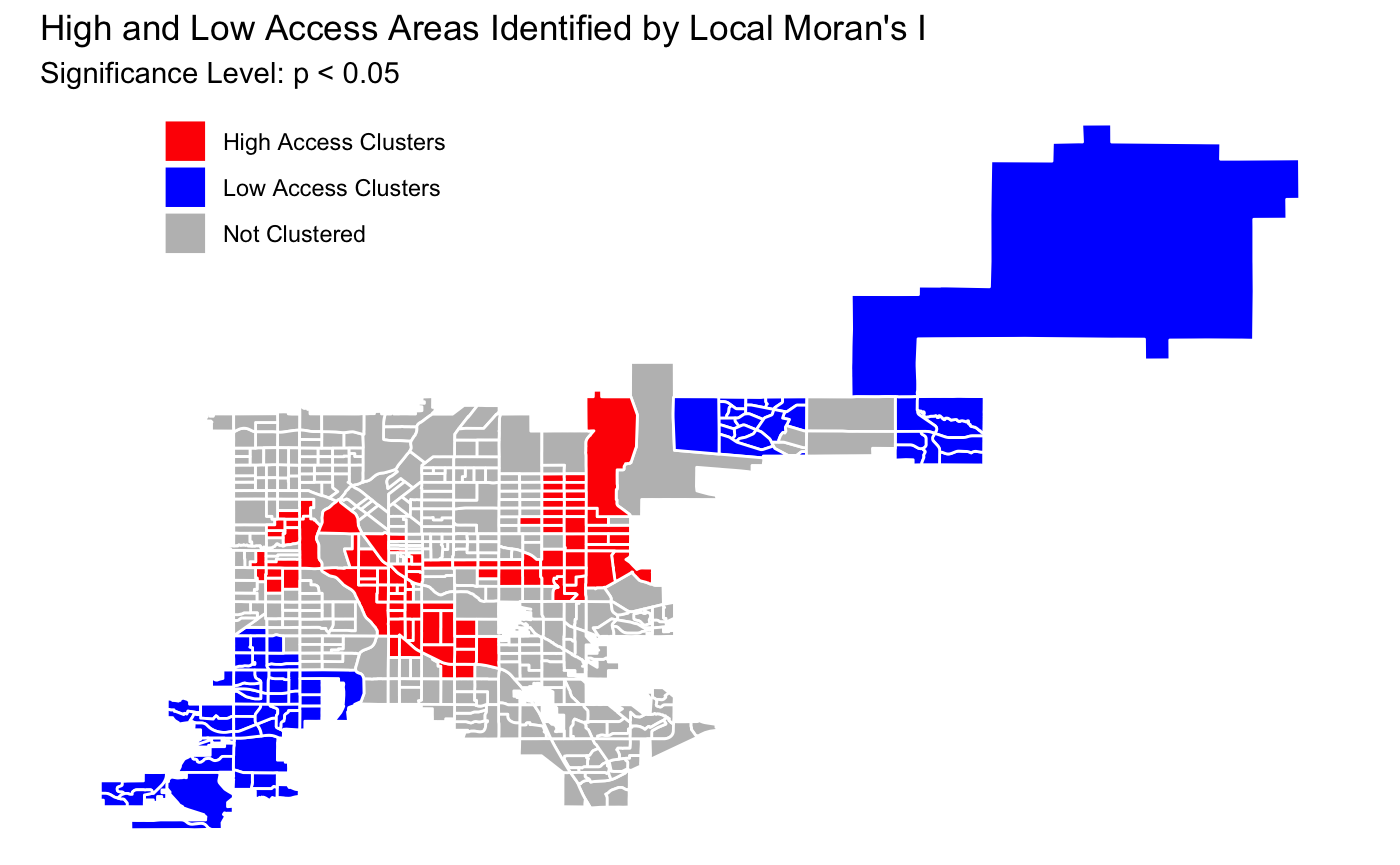 High and Low Access Areas Identified by Local Moran's I
Significance Level: p < 0.05
High Access Clusters
Low Access Clusters
Not Clustered